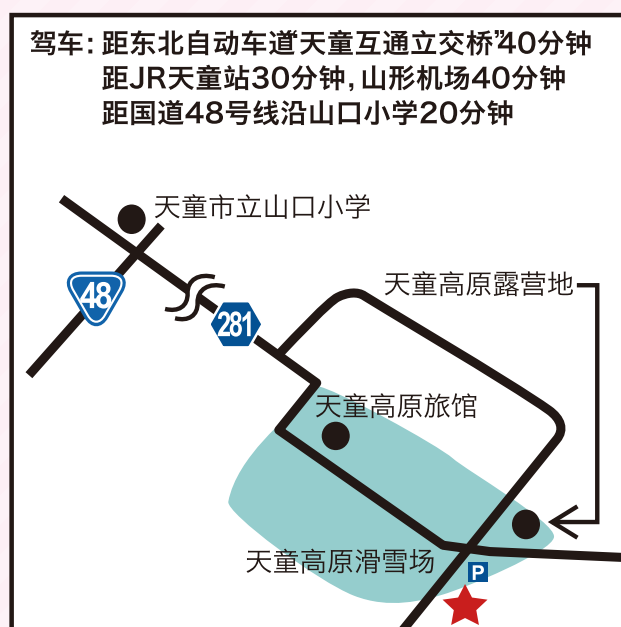 驾车：距东北自动车道“天童互通立交桥”40分钟
距JR天童站30分钟，山形机场40分钟
距国道48号线沿山口小学20分钟
天童市立山口小学
48
281
天童高原露营地
天童高原旅馆
天童高原滑雪场
P